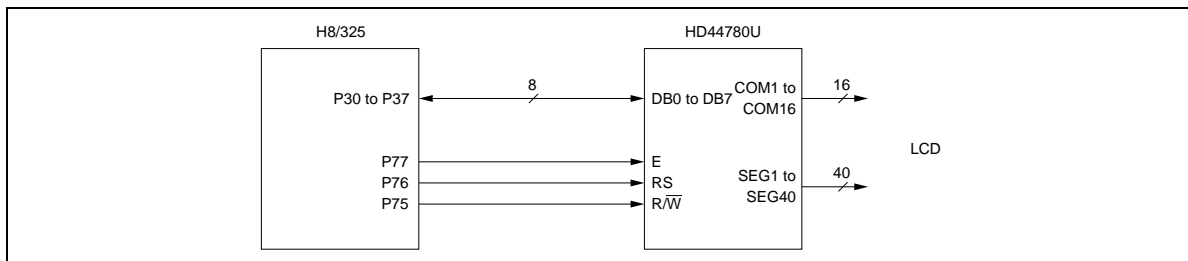 H8/325
HD44780U
P30 to P37
8
DB0 to DB7
COM1 to
COM16
16
LCD
P77
E
P76
RS
P75
R/W̅
SEG1 to
SEG40
40